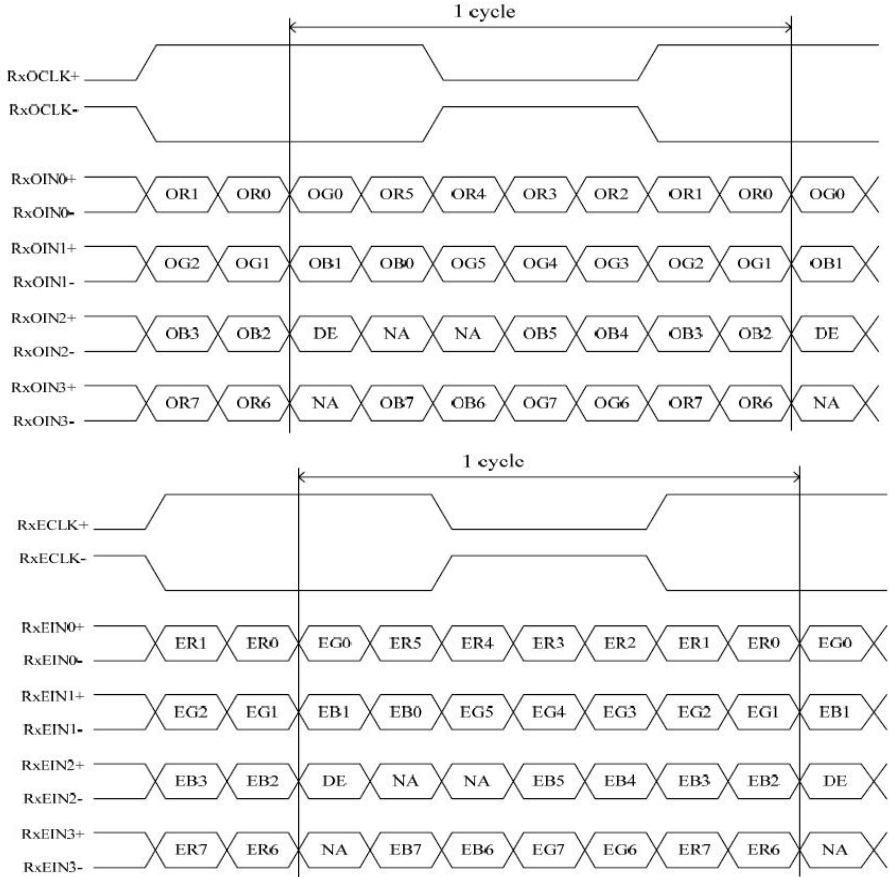 1 cycle
RxOCLK+
RxOCLK-
RxOIN0+
OR1 OR0 OG0 OR5 OR4 OR3 OR2 OR1 OR0 OG0
RxOIN0-
RxOIN1+
OG2 OG1 OB1 OB0 OG5 OG4 OG3 OG2 OG1 OB1
RxOIN1-
RxOIN2+
OB3 OB2 DE NA NA OB5 OB4 OB3 OB2 DE
RxOIN2-
RxOIN3+
OR7 OR6 NA OB7 OB6 OG7 OG6 OR7 OR6 NA
RxOIN3-
1 cycle
RxECLK+
RxECLK-
RxEIN0+
ER1 ER0 EG0 ER5 ER4 ER3 ER2 ER1 ER0 EG0
RxEIN0-
RxEIN1+
EG2 EG1 EB1 EB0 EG5 EG4 EG3 EG2 EG1 EB1
RxEIN1-
RxEIN2+
EB3 EB2 DE NA NA EB5 EB4 EB3 EB2 DE
RxEIN2-
RxEIN3+
ER7 ER6 NA EB7 EB6 EG7 EG6 ER7 ER6 NA
RxEIN3-